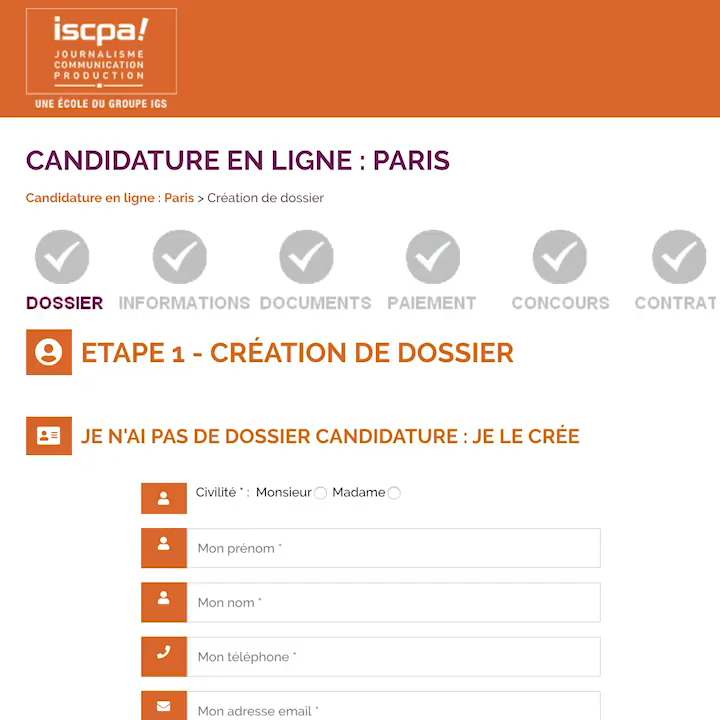 iscpa!
JOURNALISME
COMMUNICATION
PRODUCTION
UNE ÉCOLE DU GROUPE IGS
CANDIDATURE EN LIGNE : PARIS
Candidature en ligne : Paris > Création de dossier
DOSSIER INFORMATIONS DOCUMENTS PAIEMENT CONCOURS CONTRAT
ETAPE 1 - CRÉATION DE DOSSIER
JE N'AI PAS DE DOSSIER CANDIDATURE : JE LE CRÉE
Civilité * : Monsieur Madame
Mon prénom *
Mon nom *
Mon téléphone *
Mon adresse email *